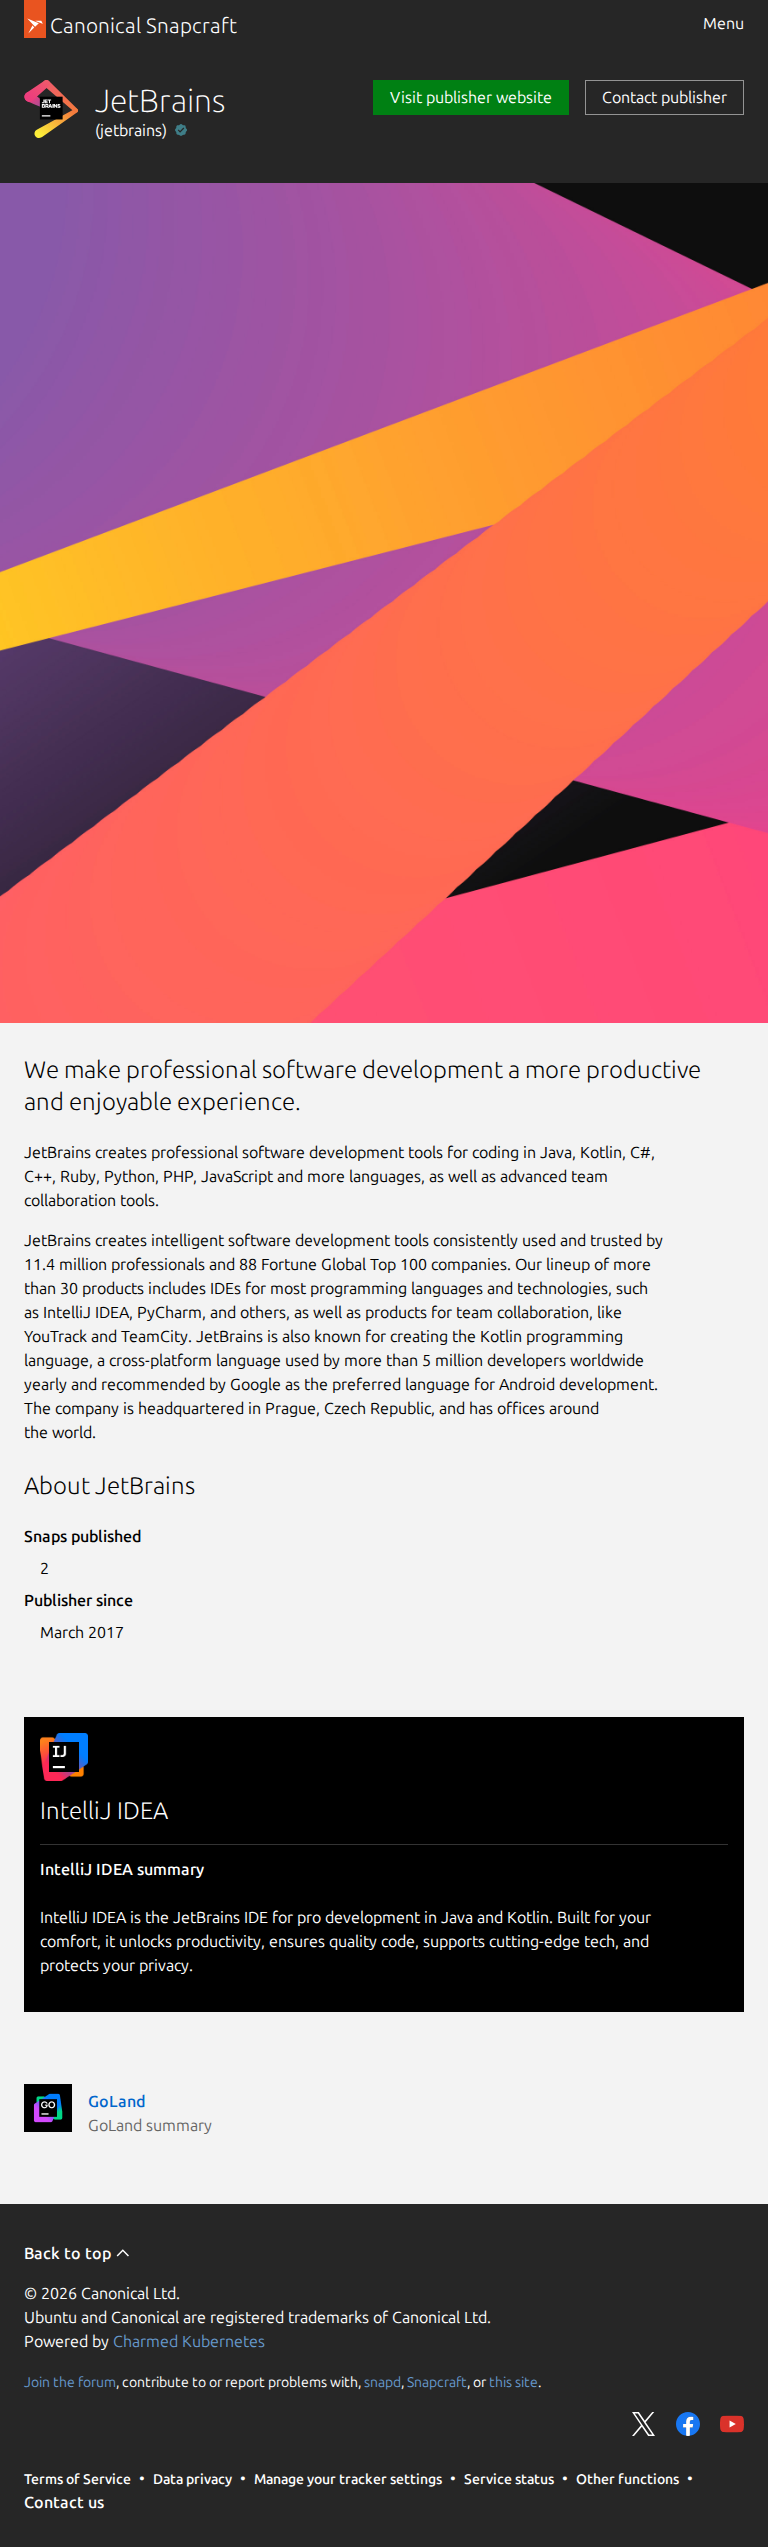 Canonical Snapcraft
Menu
JET
BRAINS
JetBrains
(jetbrains)
Visit publisher website
Contact publisher
We make professional software development a more productive
and enjoyable experience.
JetBrains creates professional software development tools for coding in Java, Kotlin, C#,
C++, Ruby, Python, PHP, JavaScript and more languages, as well as advanced team
collaboration tools.
JetBrains creates intelligent software development tools consistently used and trusted by
11.4 million professionals and 88 Fortune Global Top 100 companies. Our lineup of more
than 30 products includes IDEs for most programming languages and technologies, such
as IntelliJ IDEA, PyCharm, and others, as well as products for team collaboration, like
YouTrack and TeamCity. JetBrains is also known for creating the Kotlin programming
language, a cross-platform language used by more than 5 million developers worldwide
yearly and recommended by Google as the preferred language for Android development.
The company is headquartered in Prague, Czech Republic, and has offices around
the world.
About JetBrains
Snaps published
2
Publisher since
March 2017
IJ
IntelliJ IDEA
IntelliJ IDEA summary
IntelliJ IDEA is the JetBrains IDE for pro development in Java and Kotlin. Built for your
comfort, it unlocks productivity, ensures quality code, supports cutting-edge tech, and
protects your privacy.
GO
GoLand
GoLand summary
Back to top
© 2026 Canonical Ltd.
Ubuntu and Canonical are registered trademarks of Canonical Ltd.
Powered by Charmed Kubernetes
Join the forum, contribute to or report problems with, snapd, Snapcraft, or this site.
Terms of Service • Data privacy • Manage your tracker settings • Service status • Other functions •
Contact us